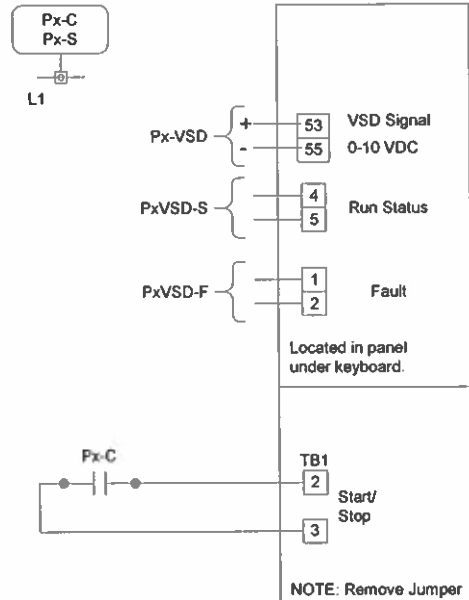 Px-C
Px-S
L1
Px-VSD
+
53
VSD Signal
-
55
0-10 VDC
PxVSD-S
4
5
Run Status
PxVSD-F
1
2
Fault
Located in panel
under keyboard.
Px-C
TB1
2
Start/
Stop
3
NOTE: Remove Jumper